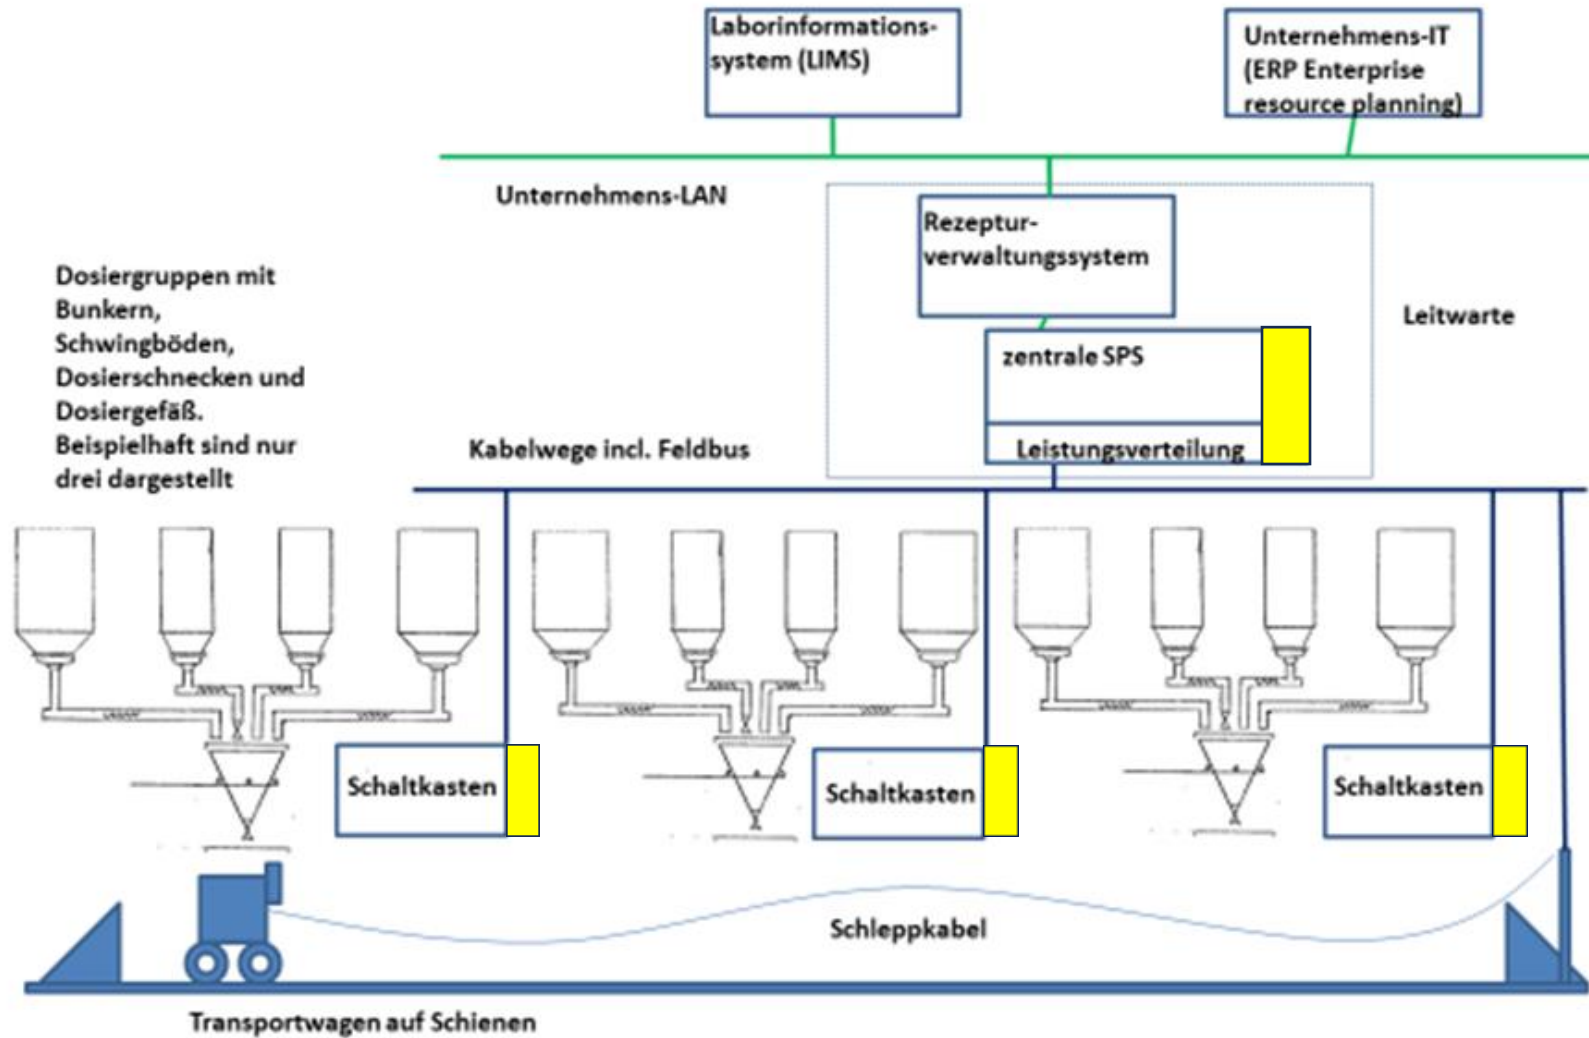 Laborinformations-
system (LIMS)
Unternehmens-IT
(ERP Enterprise
resource planning)
Unternehmens-LAN
Rezeptur-
verwaltungssystem
Leitwarte
zentrale SPS
Leistungsverteilung
Dosiergruppen mit
Bunkern,
Schwingböden,
Dosierschnecken und
Dosiergefäß.
Beispielhaft sind nur
drei dargestellt
Kabelwege incl. Feldbus
Schaltkasten
Schaltkasten
Schaltkasten
Schleppkabel
Transportwagen auf Schienen